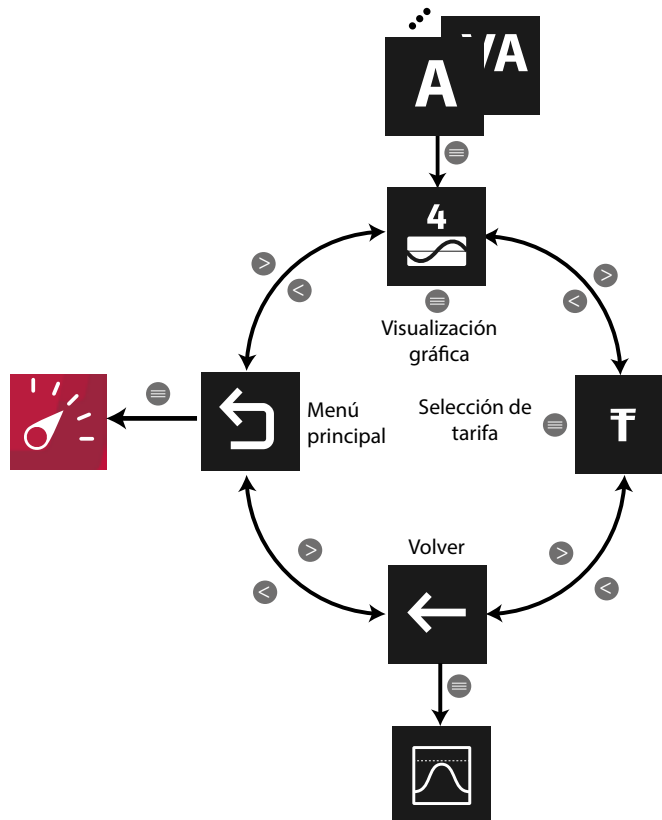 A
VA
4
Visualización
gráfica
Menú
principal
Selección de
tarifa
Ŧ
Volver